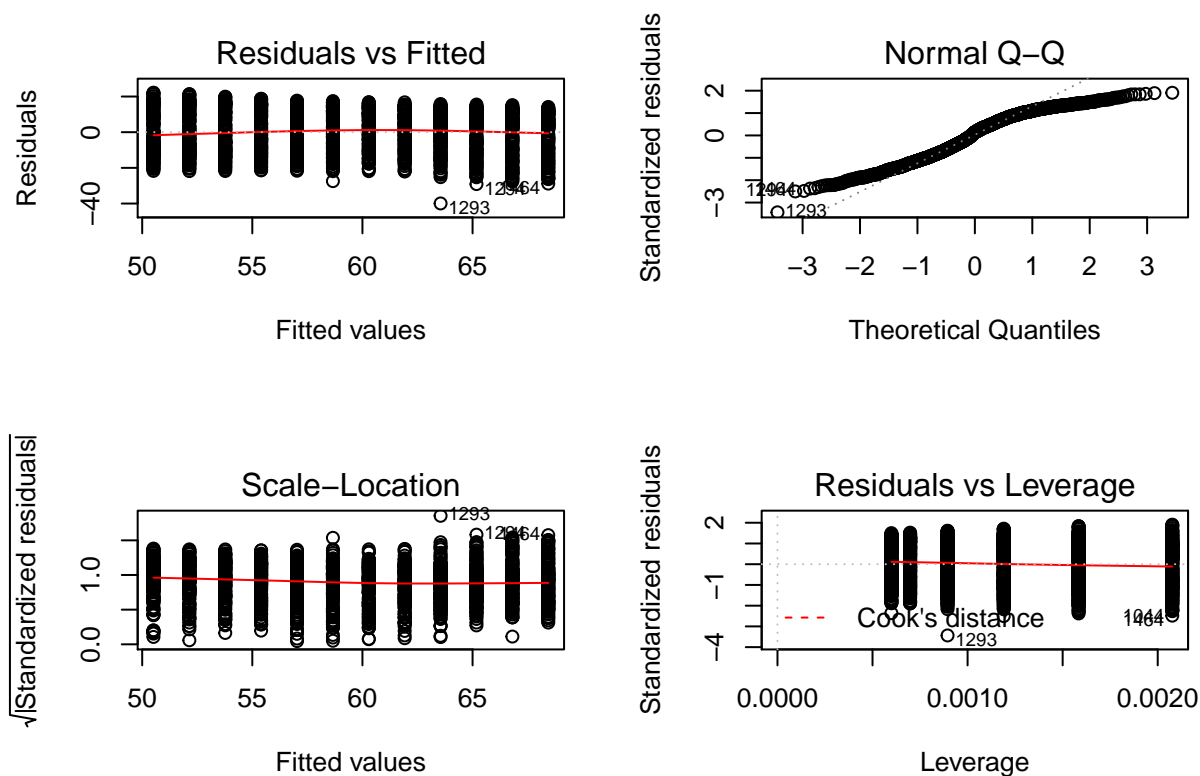 Residuals vs Fitted
Residuals
0
−40
1293
1464
50
55
60
65
Fitted values
Normal Q−Q
Standardized residuals
2
0
−3
1293
−3
−2
−1
0
1
2
3
Theoretical Quantiles
Scale−Location
√|Standardized residuals|
1.0
0.0
1293
1294
1464
50
55
60
65
Fitted values
Residuals vs Leverage
Standardized residuals
2
−1
−4
Cook's distance
1293
1464
0.0000
0.0010
0.0020
Leverage